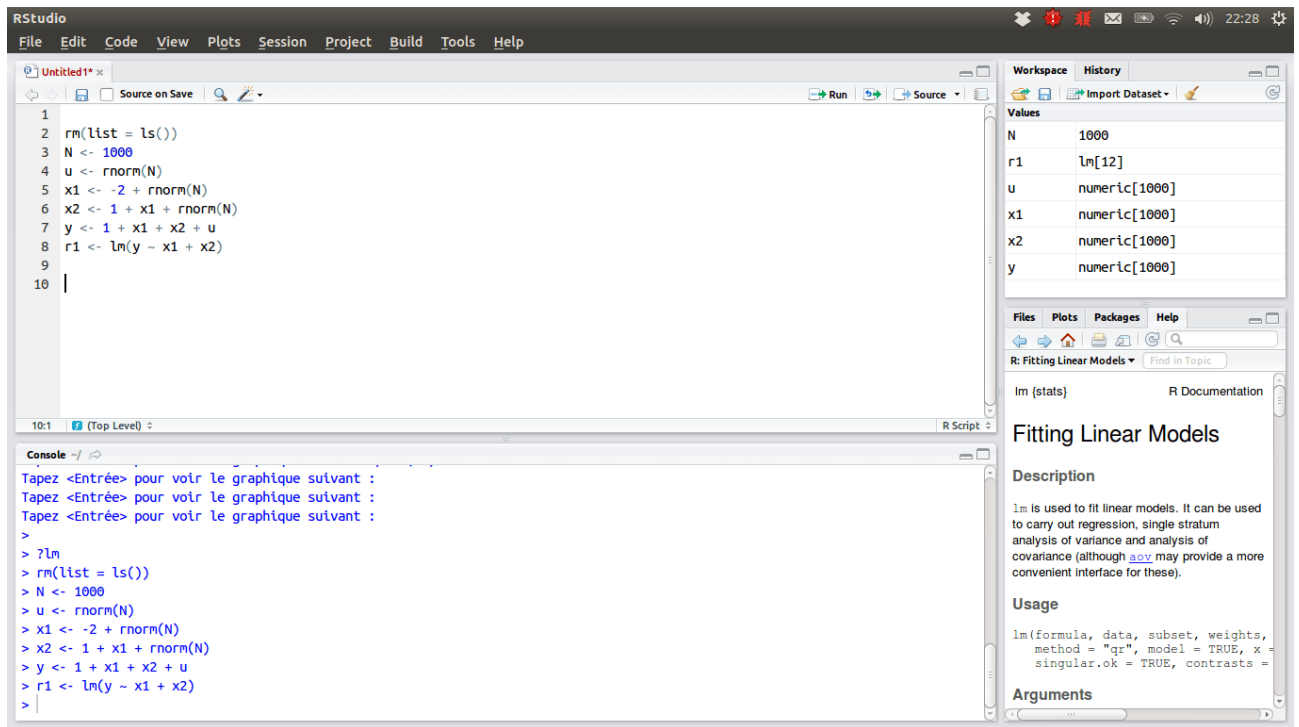 RStudio
22:28
File Edit Code View Plots Session Project Build Tools Help
Untitled1*
Source on Save
Run
Source
1
2 rm(list = ls())
3 N <- 1000
4 u <- rnorm(N)
5 x1 <- -2 + rnorm(N)
6 x2 <- 1 + x1 + rnorm(N)
7 y <- 1 + x1 + x2 + u
8 r1 <- lm(y ~ x1 + x2)
9
10
10:1 (Top Level) R Script
Console ~/
Tapez <Entrée> pour voir le graphique suivant :
Tapez <Entrée> pour voir le graphique suivant :
Tapez <Entrée> pour voir le graphique suivant :
>
> ?lm
> rm(list = ls())
> N <- 1000
> u <- rnorm(N)
> x1 <- -2 + rnorm(N)
> x2 <- 1 + x1 + rnorm(N)
> y <- 1 + x1 + x2 + u
> r1 <- lm(y ~ x1 + x2)
>
Workspace History
Import Dataset
Values
N 1000
r1 lm[12]
u numeric[1000]
x1 numeric[1000]
x2 numeric[1000]
y numeric[1000]
Files Plots Packages Help
R: Fitting Linear Models Find in Topic
lm {stats} R Documentation
Fitting Linear Models
Description
lm is used to fit linear models. It can be used
to carry out regression, single stratum
analysis of variance and analysis of
covariance (although aov may provide a more
convenient interface for these).
Usage
lm(formula, data, subset, weights,
method = "qr", model = TRUE, x =
singular.ok = TRUE, contrasts =
Arguments